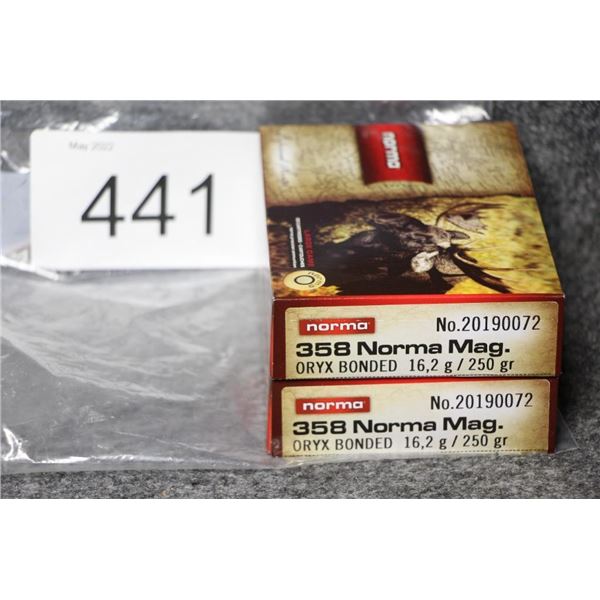 May 2022
441
norma
norma
No.20190072
358 Norma Mag.
ORYX BONDED 16,2 g / 250 gr
norma
No.20190072
358 Norma Mag.
ORYX BONDED 16,2 g / 250 gr